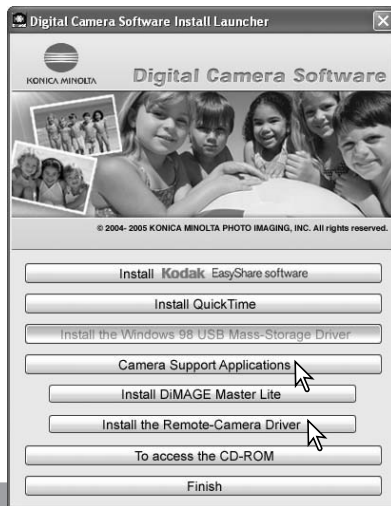 Digital Camera Software Install Launcher
KONICA MINOLTA
Digital Camera Software
© 2004- 2005 KONICA MINOLTA PHOTO IMAGING, INC. All rights reserved.
Install Kodak EasyShare software
Install QuickTime
Install the Windows 98 USB Mass-Storage Driver
Camera Support Applications
Install DiMAGE Master Lite
Install the Remote-Camera Driver
To access the CD-ROM
Finish